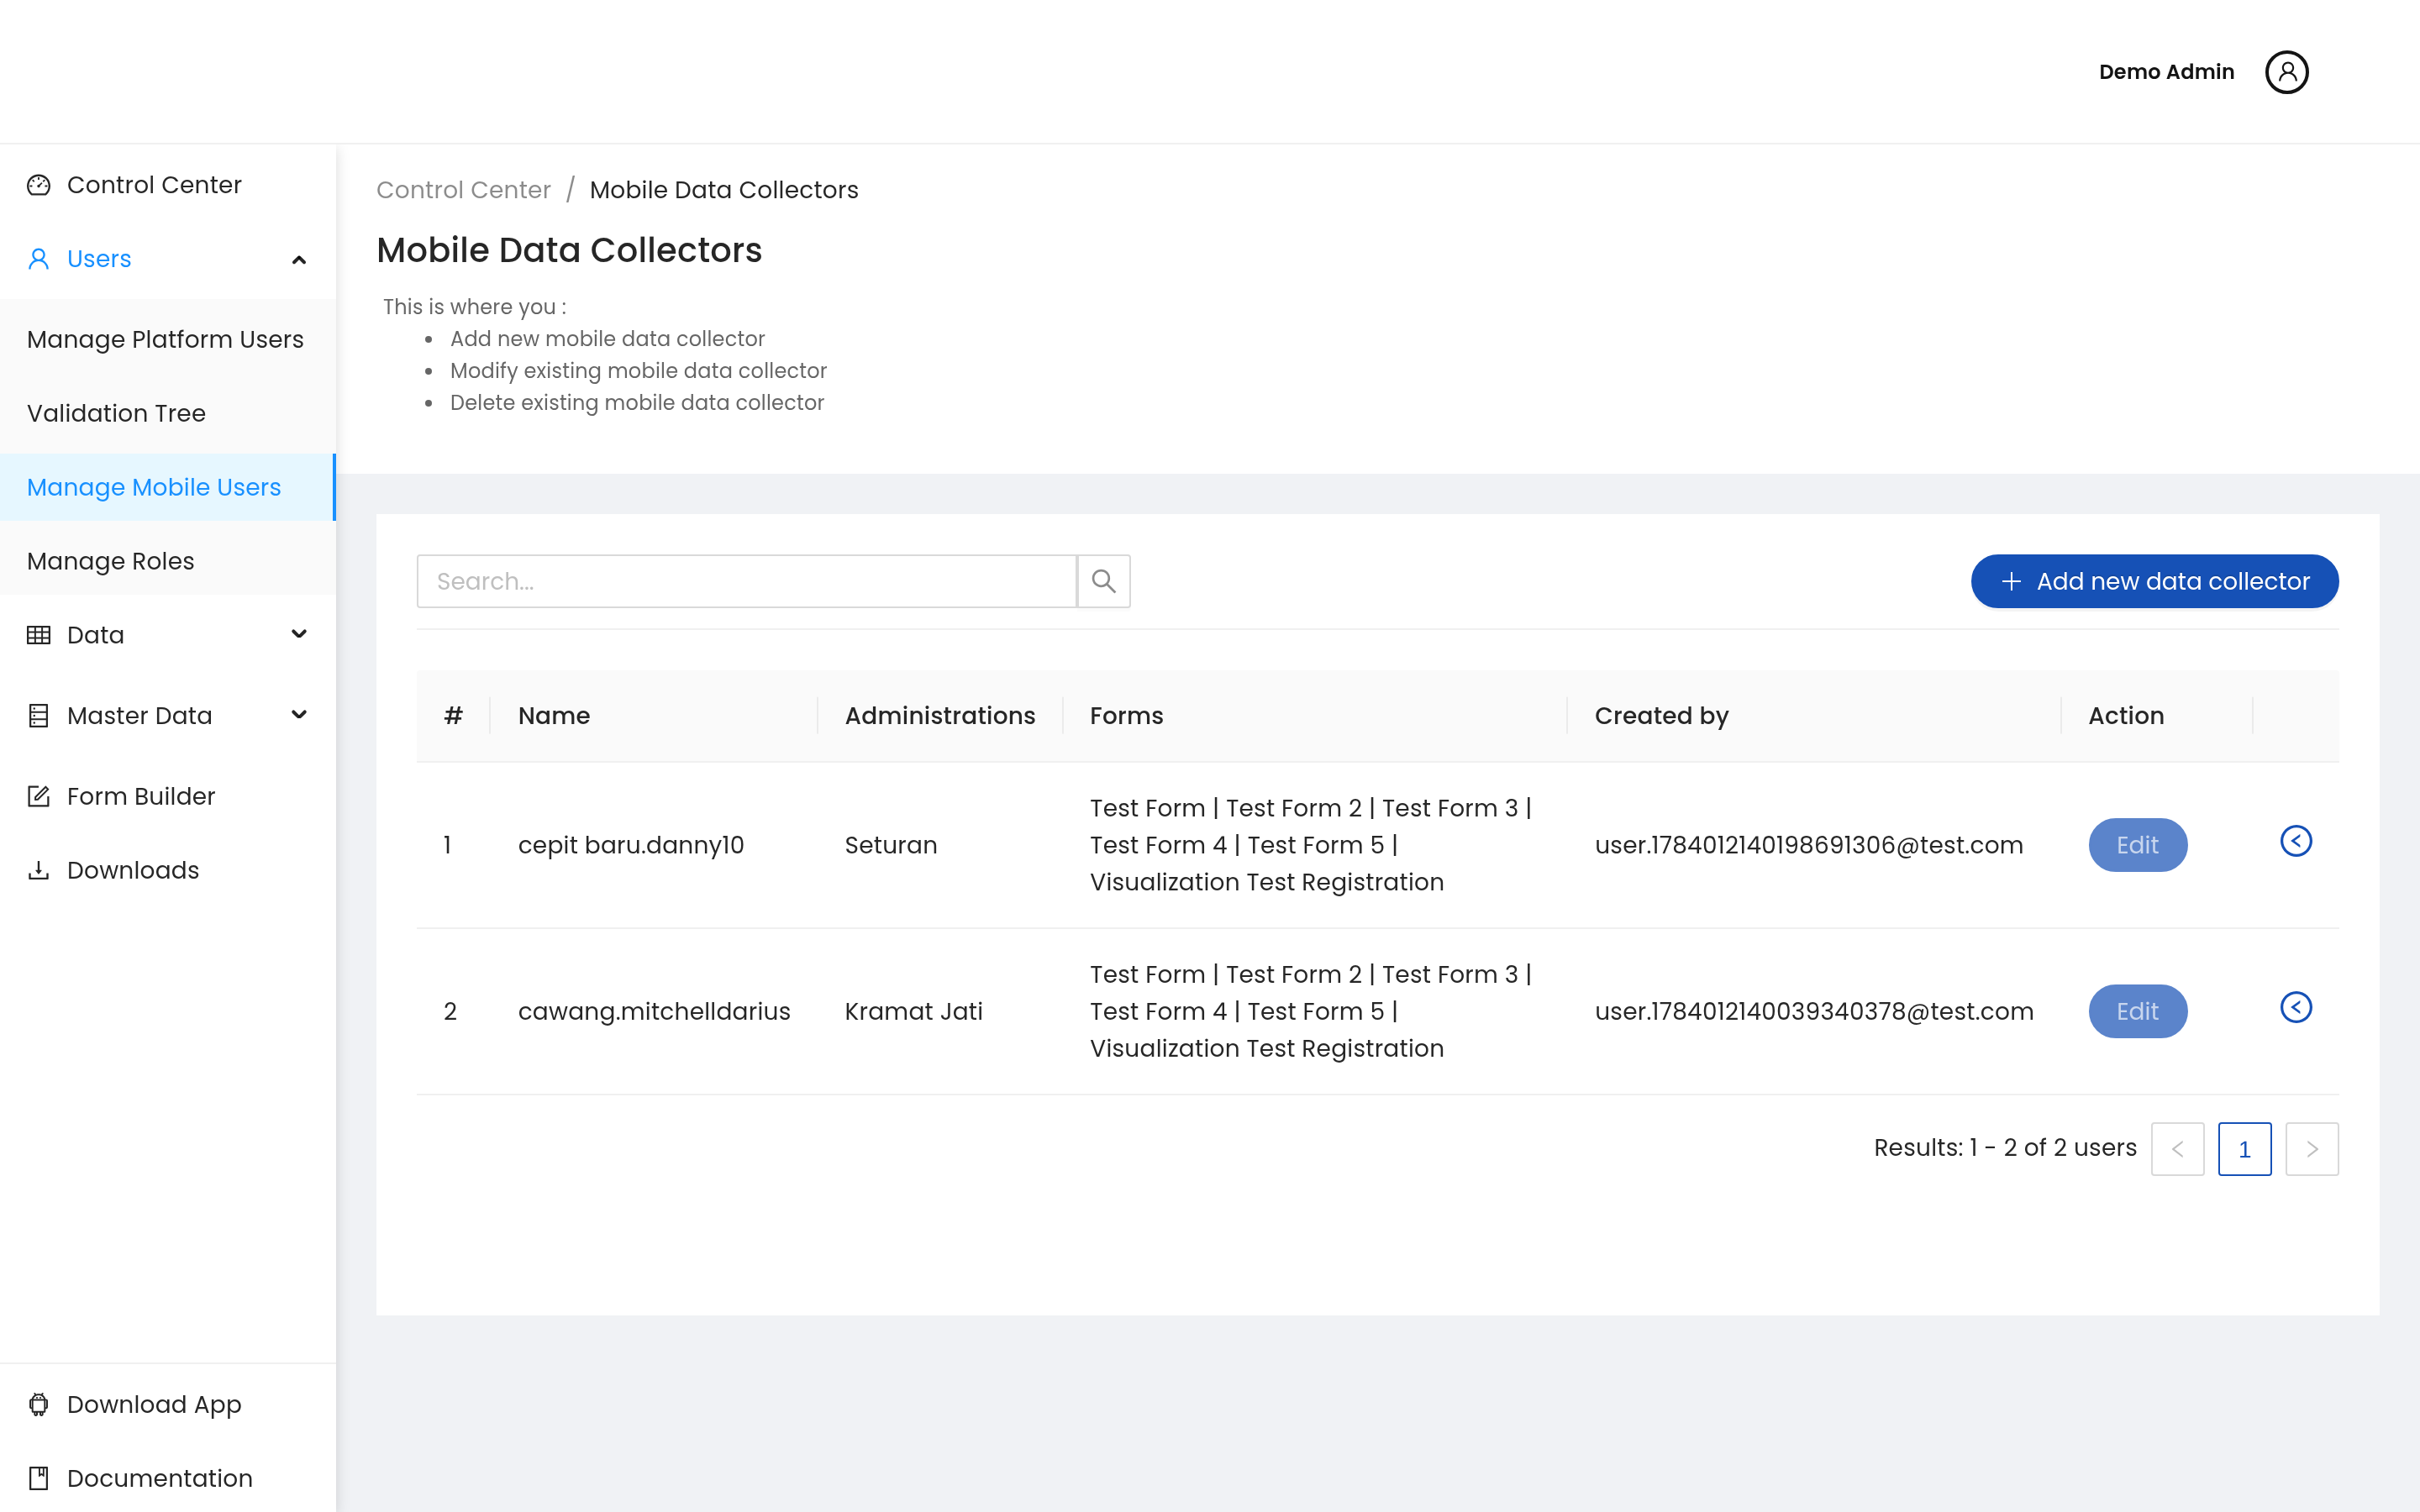 Demo Admin
Control Center
Users
Manage Platform Users
Validation Tree
Manage Mobile Users
Manage Roles
Data
Master Data
Form Builder
Downloads
Download App
Documentation
Control Center / Mobile Data Collectors
Mobile Data Collectors
This is where you :
• Add new mobile data collector
• Modify existing mobile data collector
• Delete existing mobile data collector
Search...
Add new data collector
# Name Administrations Forms Created by Action
Test Form | Test Form 2 | Test Form 3 |
1 cepit baru.danny10 Seturan Test Form 4 | Test Form 5 | user.1784012140198691306@test.com Edit
Visualization Test Registration
Test Form | Test Form 2 | Test Form 3 |
2 cawang.mitchelldarius Kramat Jati Test Form 4 | Test Form 5 | user.1784012140039340378@test.com Edit
Visualization Test Registration
Results: 1 - 2 of 2 users < 1 >